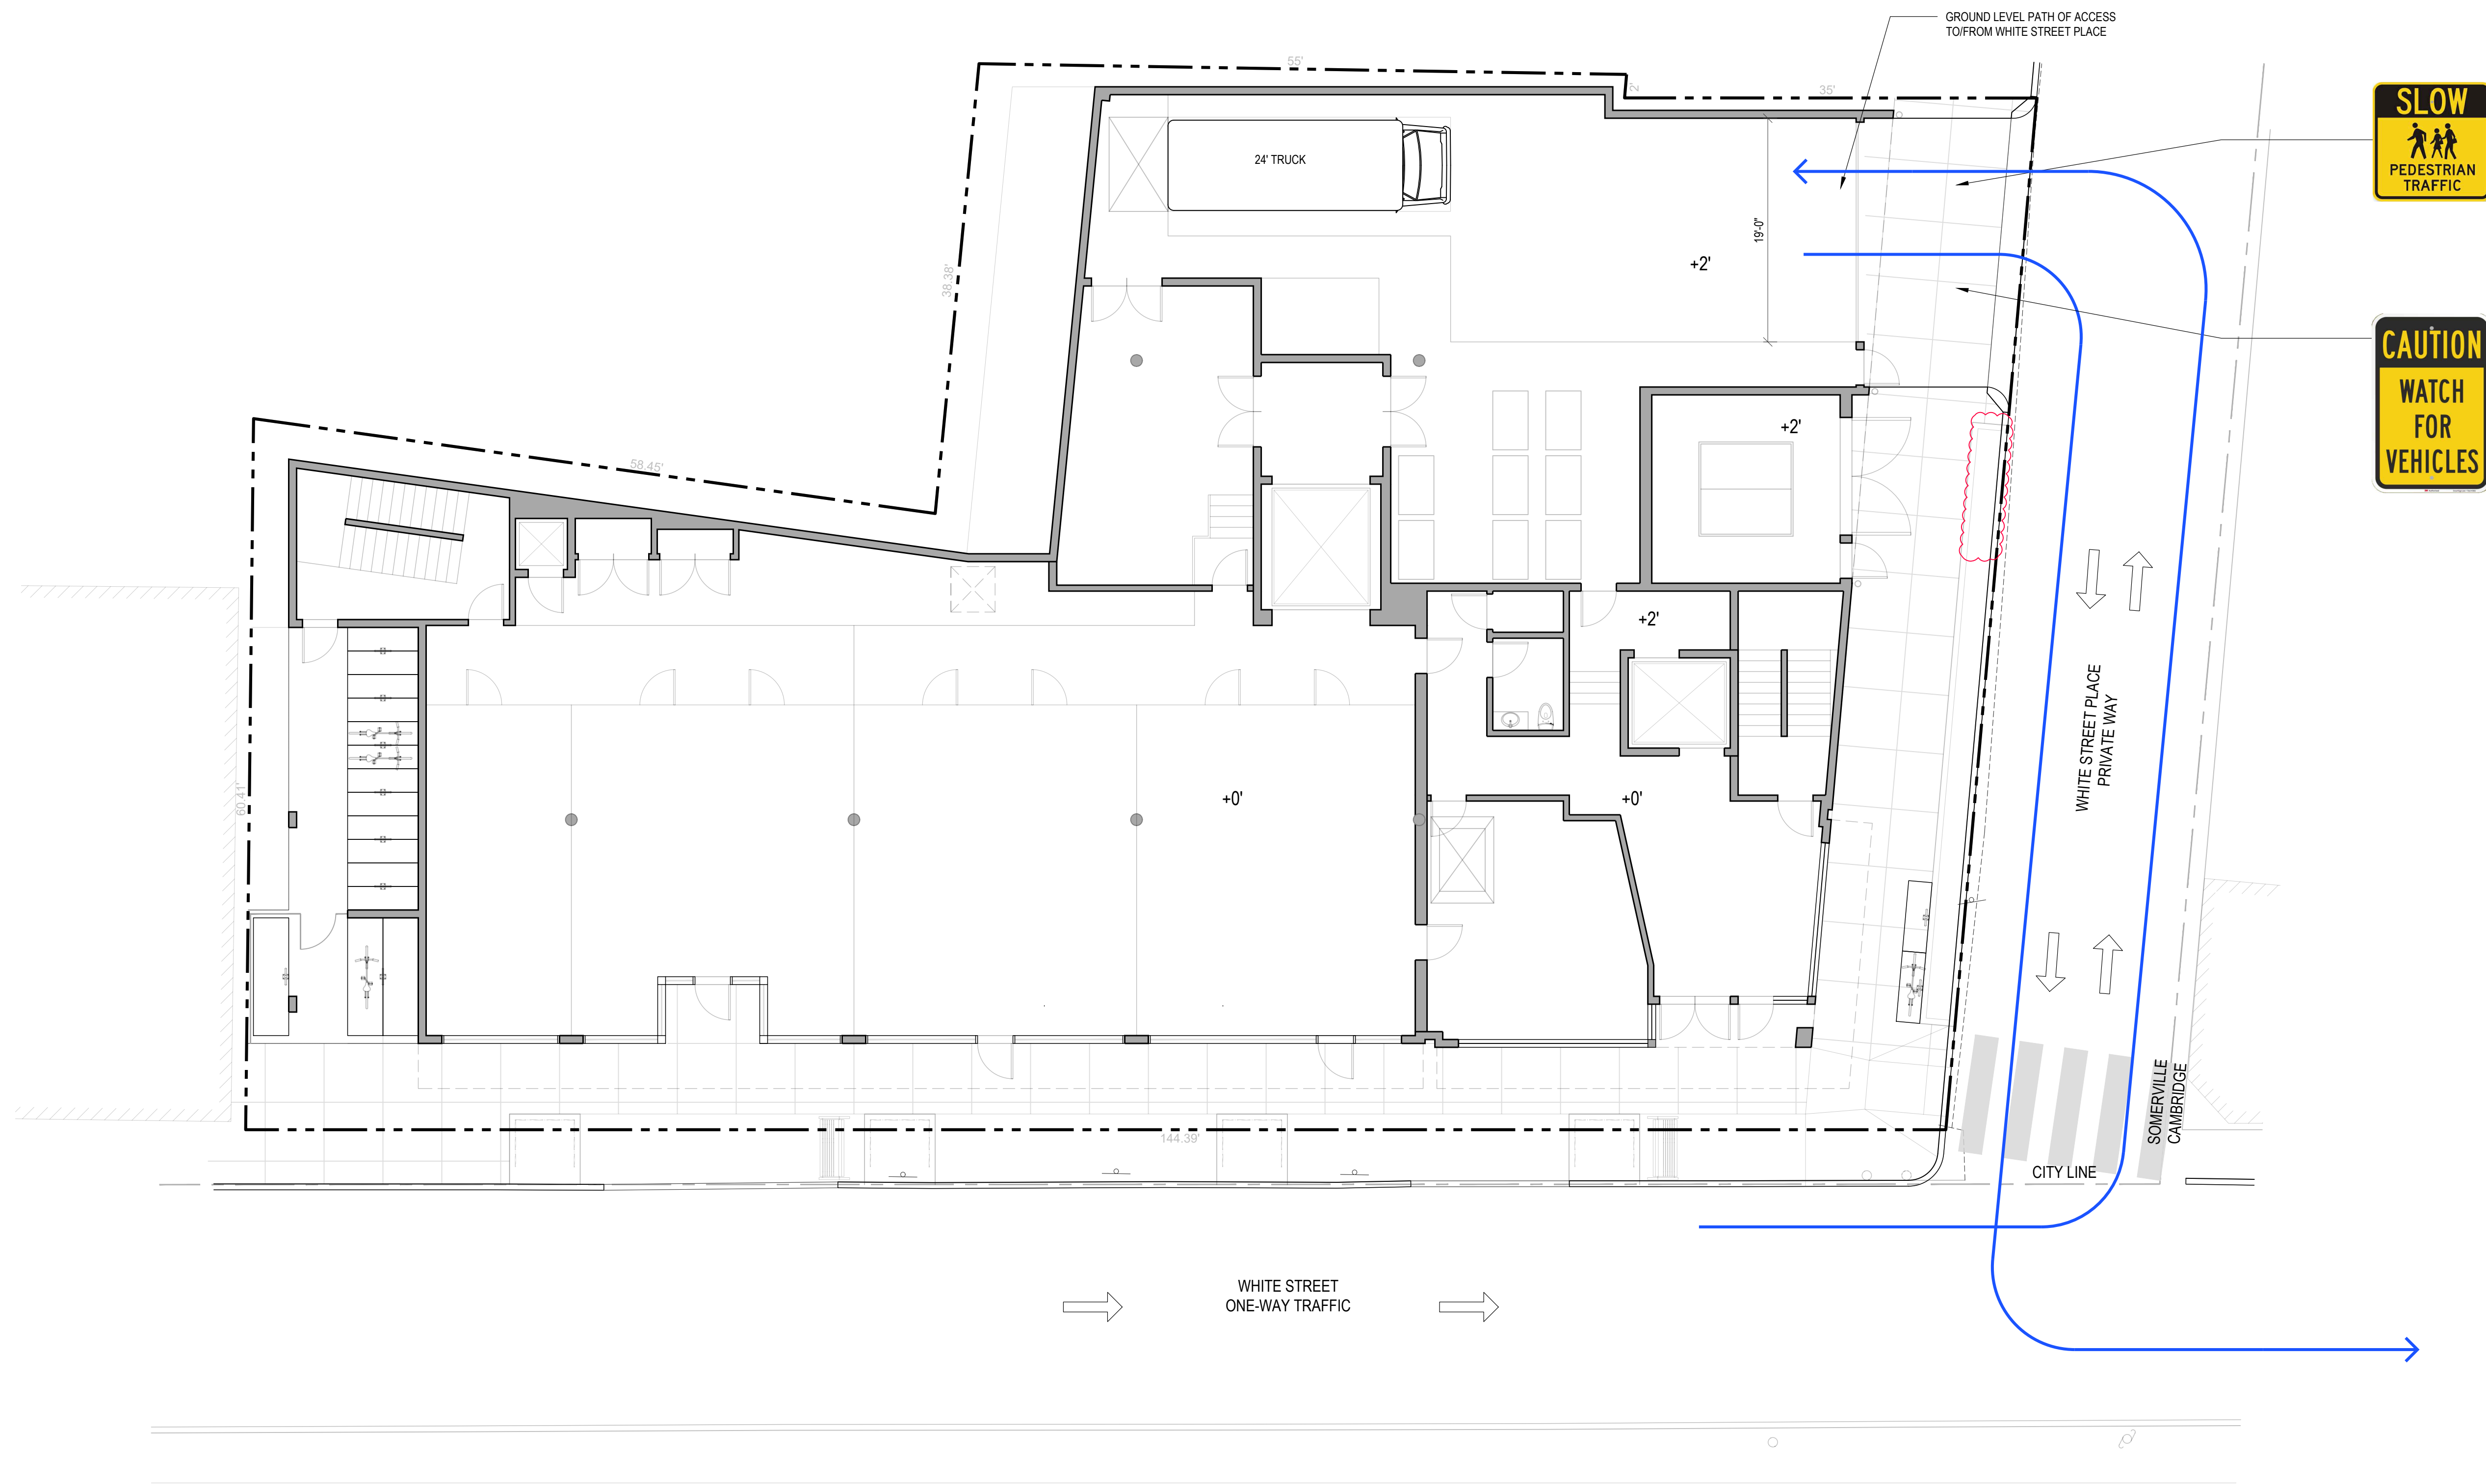 GROUND LEVEL PATH OF ACCESS
TO/FROM WHITE STREET PLACE
55'
2'
35'
SLOW
PEDESTRIAN
TRAFFIC
24' TRUCK
19'-0"
+2'
38.38'
CAUTION
WATCH
FOR
VEHICLES
+2'
58.45'
+2'
WHITE STREET PLACE
PRIVATE WAY
60.41'
+0'
+0'
SOMERVILLE
CAMBRIDGE
144.39'
CITY LINE
WHITE STREET
ONE-WAY TRAFFIC